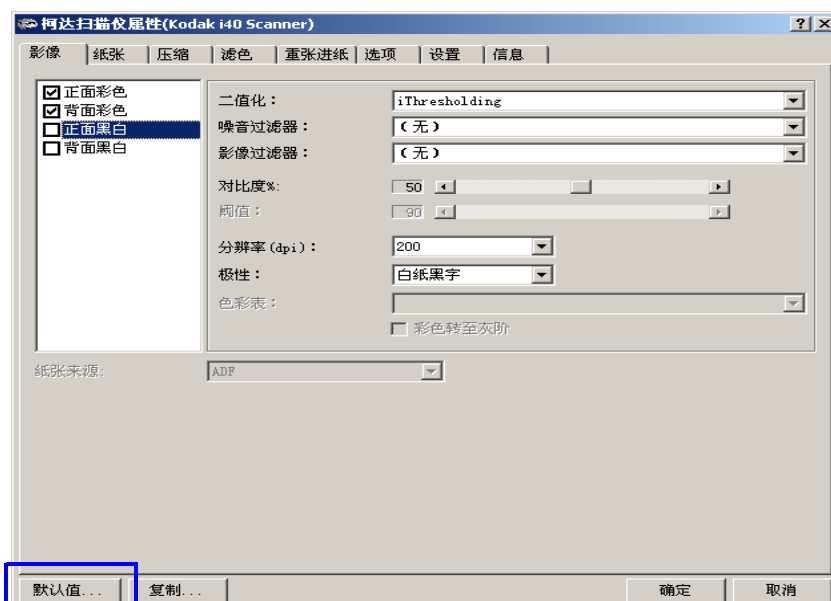 柯达扫描仪属性(Kodak i40 Scanner)
影像 纸张 压缩 滤色 重张进纸 选项 设置 信息
正面彩色
背面彩色
正面黑白
背面黑白
二值化： iThresholding
噪音过滤器： （无）
影像过滤器： （无）
对比度%: 50
阈值： 90
分辨率(dpi)： 200
极性： 白纸黑字
色彩表：
彩色转至灰阶
纸张来源: ADF
默认值... 复制... 确定 取消